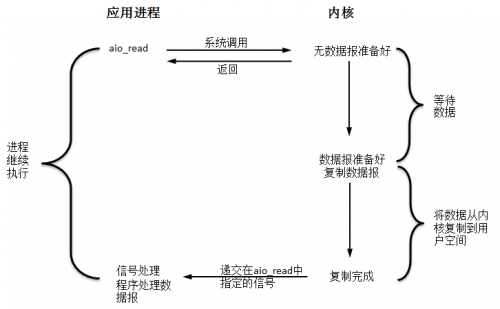 应用进程
内核
aio_read
系统调用
返回
无数据报准备好
等待
数据
进程
继续
执行
数据报准备好
复制数据报
将数据从内
核复制到用
户空间
信号处理
程序处理数
据报
递交在aio_read中
指定的信号
复制完成